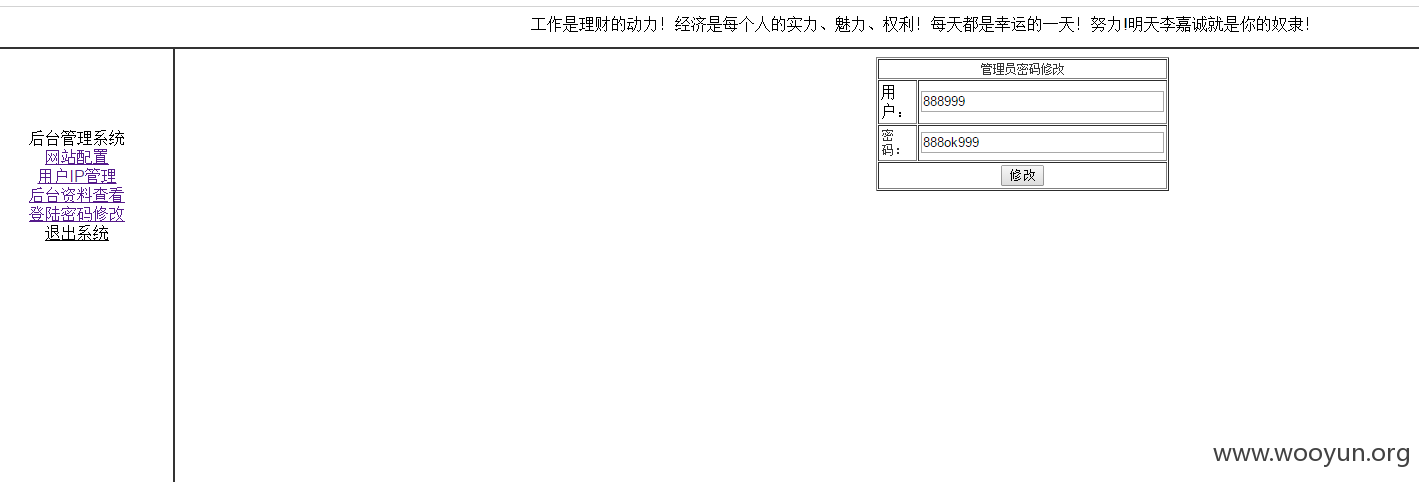 工作是理财的动力！经济是每个人的实力、魅力、权利！每天都是幸运的一天！努力!明天李嘉诚就是你的奴隶！
后台管理系统
网站配置
用户IP管理
后台资料查看
登陆密码修改
退出系统
管理员密码修改
用户： 888999
密码： 888ok999
修改
www.wooyun.org